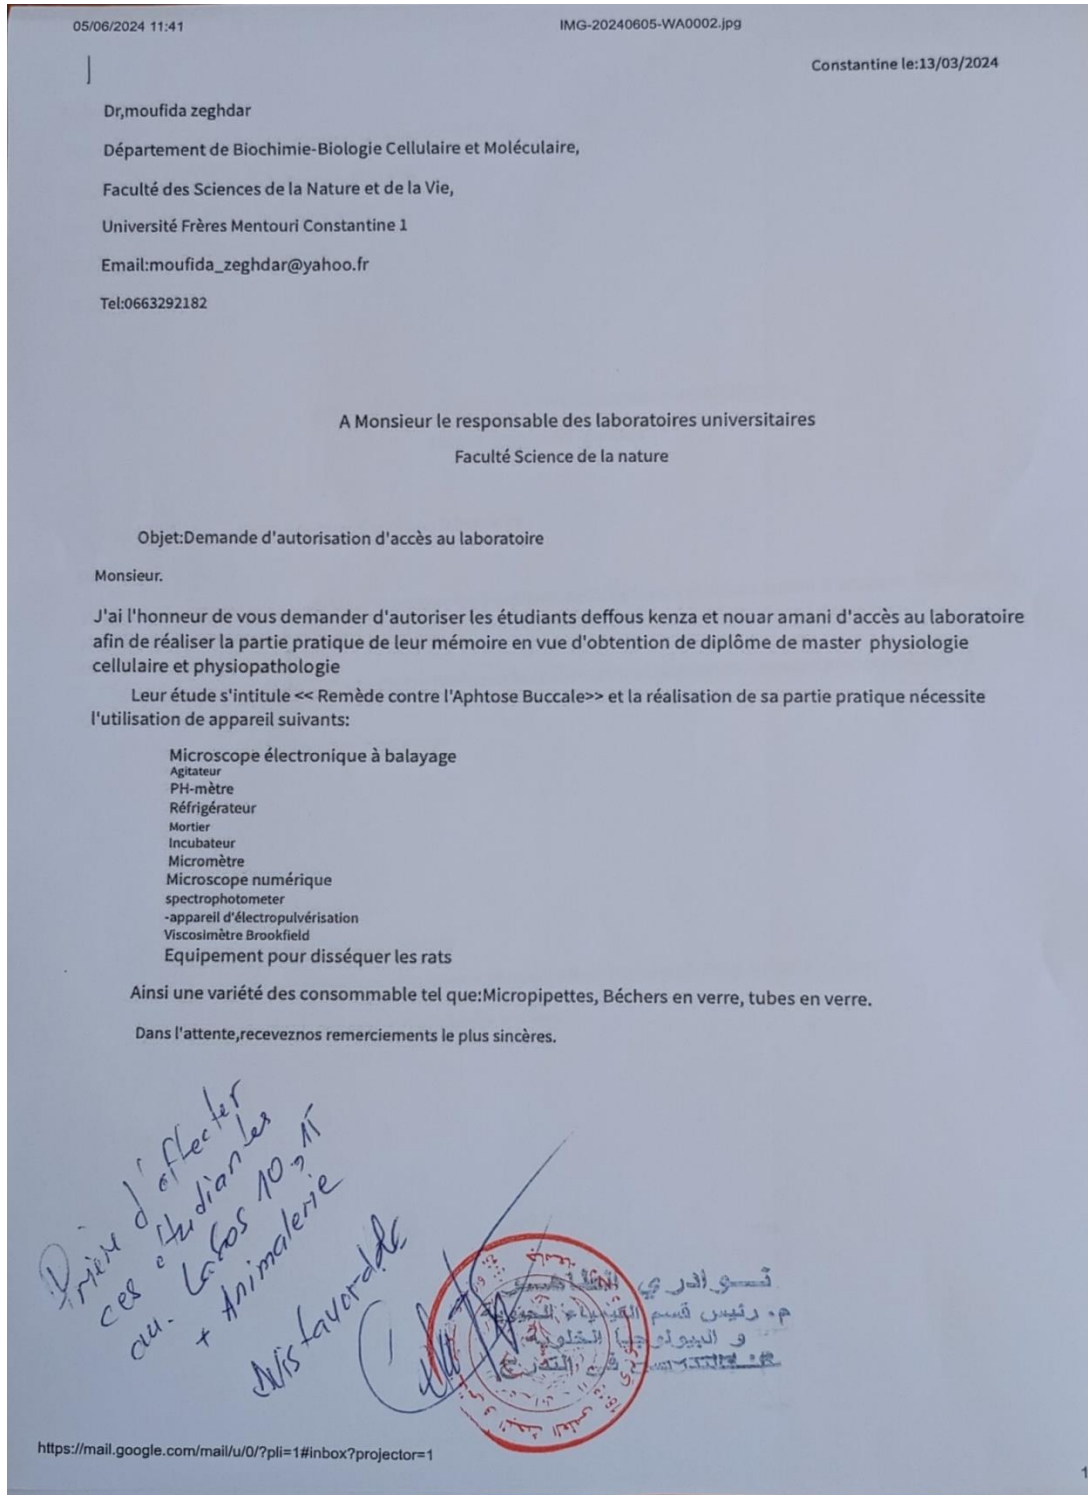 05/06/2024 11:41
IMG-20240605-WA0002.jpg
Constantine le:13/03/2024
Dr,moufida zeghdar
Département de Biochimie-Biologie Cellulaire et Moléculaire,
Faculté des Sciences de la Nature et de la Vie,
Université Frères Mentouri Constantine 1
Email:moufida_zeghdar@yahoo.fr
Tel:0663292182
A Monsieur le responsable des laboratoires universitaires
Faculté Science de la nature
Objet:Demande d'autorisation d'accès au laboratoire
Monsieur.
J'ai l'honneur de vous demander d'autoriser les étudiants deffous kenza et nouar amani d'accès au laboratoire
afin de réaliser la partie pratique de leur mémoire en vue d'obtention de diplôme de master physiologie
cellulaire et physiopathologie
Leur étude s'intitule << Remède contre l'Aphtose Buccale>> et la réalisation de sa partie pratique nécessite
l'utilisation de appareil suivants:
Microscope électronique à balayage
Agitateur
PH-mètre
Réfrigérateur
Mortier
Incubateur
Micromètre
Microscope numérique
spectrophotometer
-appareil d'électropulvérisation
Viscosimètre Brookfield
Equipement pour disséquer les rats
Ainsi une variété des consommable tel que:Micropipettes, Béchers en verre, tubes en verre.
Dans l'attente,receveznos remerciements le plus sincères.
Prière d'affecter
ces étudiantes
au. Labos 10
+ Animalerie
Avis favorable
م. رئيس قسم
و البيولوجيا الخلوية
https://mail.google.com/mail/u/0/?pli=1#inbox?projector=1
1